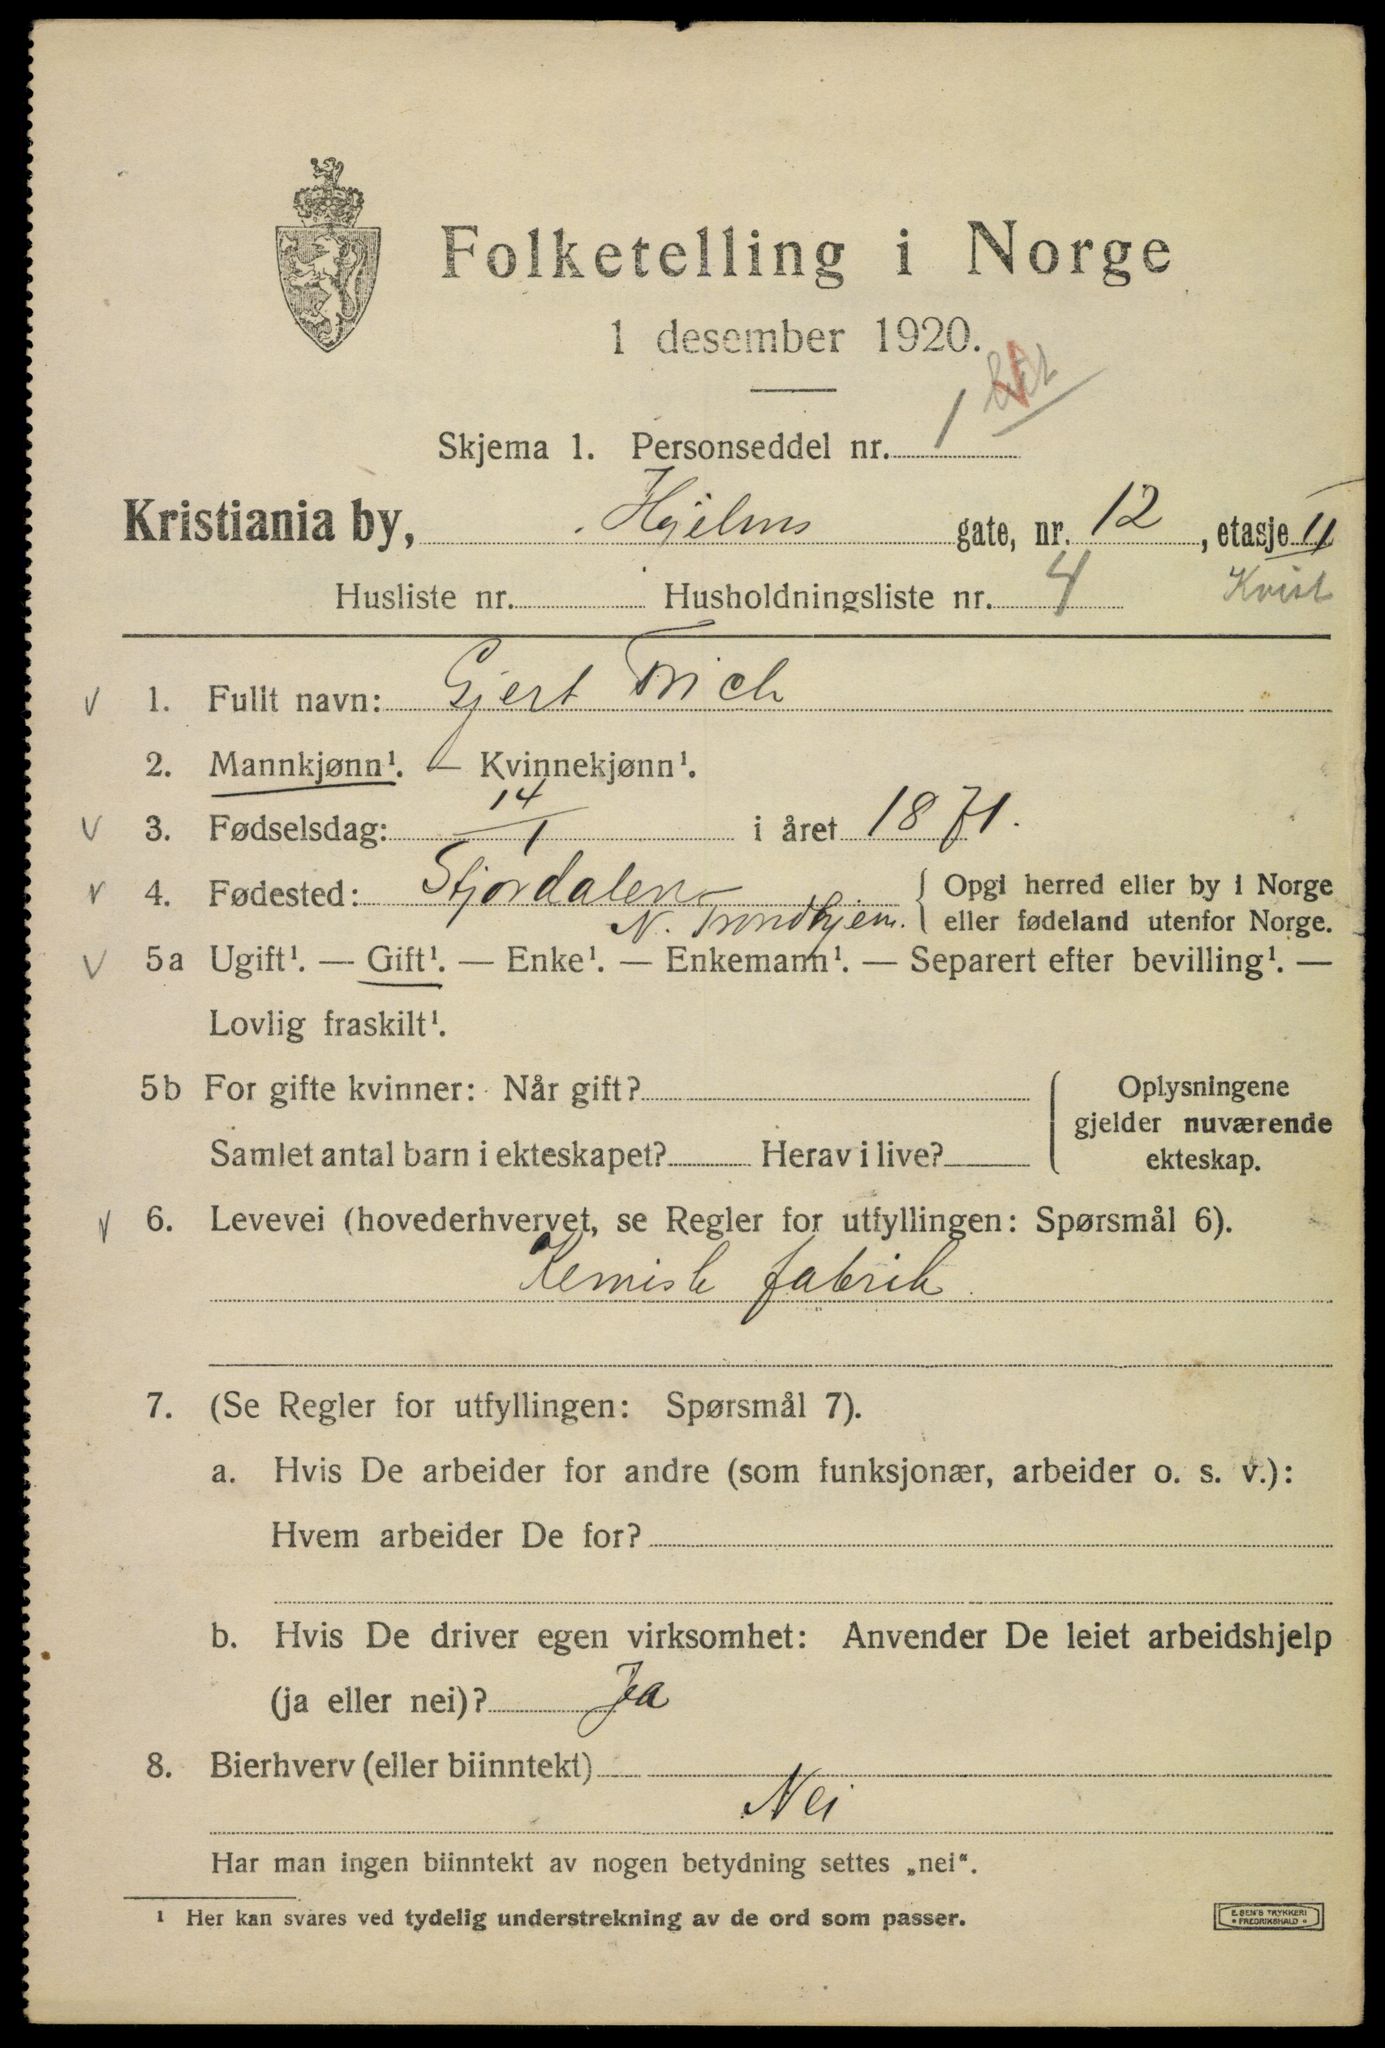 Folketelling i Norge
1 desember 1920.
Skjema 1. Personseddel nr. 1
Kristiania by, Hjelms gate, nr. 12, etasje II
Husliste nr. Husholdningsliste nr. 4 Kvist
V 1. Fullt navn: Gjert Frich
2. Mannkjønn¹. — Kvinnekjønn¹.
V 3. Fødselsdag: 14/1 i året 1871.
V 4. Fødested: Stjordalen { Opgi herred eller by i Norge
N. Trondhjem. eller fødeland utenfor Norge.
V 5a Ugift¹. — Gift¹. — Enke¹. — Enkemann¹. — Separert efter bevilling¹. —
Lovlig fraskilt¹.
5b For gifte kvinner: Når gift? Oplysningene
gjelder nuværende
Samlet antal barn i ekteskapet? Herav i live? ekteskap.
V 6. Levevei (hovederhvervet, se Regler for utfyllingen: Spørsmål 6).
Kemisk fabrik
7. (Se Regler for utfyllingen: Spørsmål 7).
a. Hvis De arbeider for andre (som funksjonær, arbeider o. s. v.):
Hvem arbeider De for?
b. Hvis De driver egen virksomhet: Anvender De leiet arbeidshjelp
(ja eller nei)? Ja
8. Bierhverv (eller biinntekt)
Nei
Har man ingen biinntekt av nogen betydning settes „nei“.
¹ Her kan svares ved tydelig understrekning av de ord som passer.
E. SEM'S TRYKKERI
• FREDRIKSHALD •